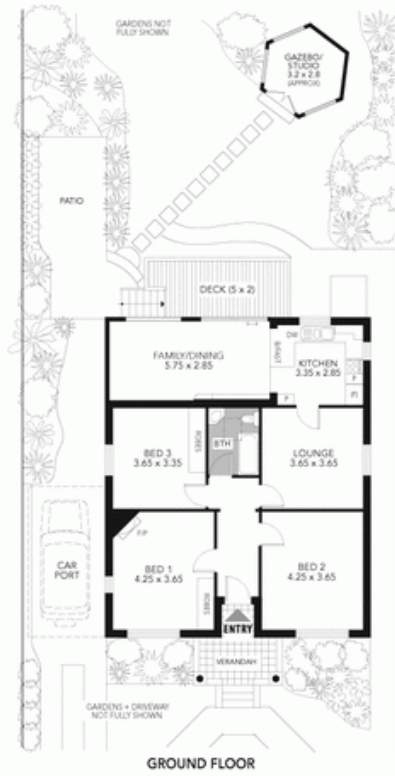 GARDENS NOT
FULLY SHOWN
GAZEBO/
STUDIO
3.2 x 2.8
(APPROX)
PATIO
DECK (5 x 2)
FAMILY/DINING
5.75 x 2.85
B/FAST
DW
KITCHEN
3.35 x 2.85
F
P
P/
BED 3
3.65 x 3.35
ROBES
BTH
LOUNGE
3.65 x 3.65
F/P
CAR
PORT
BED 1
4.25 x 3.65
ROBES
BED 2
4.25 x 3.65
ENTRY
VERANDAH
GARDENS + DRIVEWAY
NOT FULLY SHOWN
GROUND FLOOR